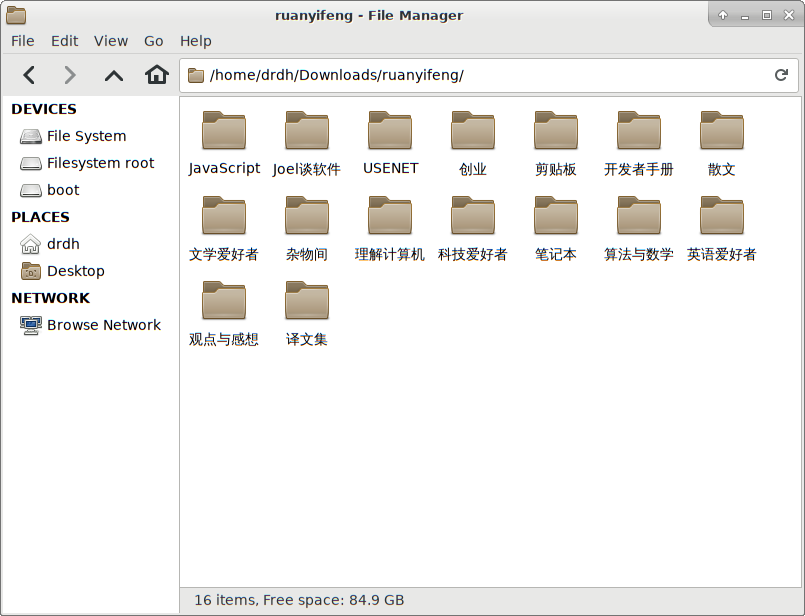 ruanyifeng - File Manager
File Edit View Go Help
/home/drdh/Downloads/ruanyifeng/
DEVICES
File System
Filesystem root
boot
PLACES
drdh
Desktop
NETWORK
Browse Network
JavaScript Joel谈软件 USENET 创业 剪贴板 开发者手册 散文
文学爱好者 杂物间 理解计算机 科技爱好者 笔记本 算法与数学 英语爱好者
观点与感想 译文集
16 items, Free space: 84.9 GB